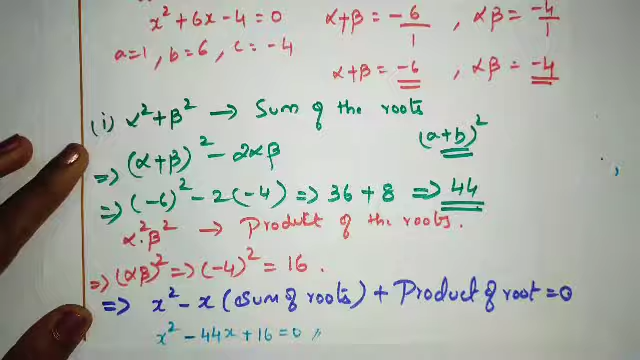 x² + 6x - 4 = 0
α+β = -6/1 , αβ = -4/1
a=1, b=6, c=-4
α+β = -6 , αβ = -4
(i) α² + β² → Sum of the roots
(a+b)²
⇒ (α+β)² - 2αβ
⇒ (-6)² - 2(-4) ⇒ 36 + 8 ⇒ 44
α².β² → Product of the roots.
⇒ (αβ)² ⇒ (-4)² = 16.
⇒ x² - x (Sum of roots) + Product of root = 0
x² - 44x + 16 = 0 //